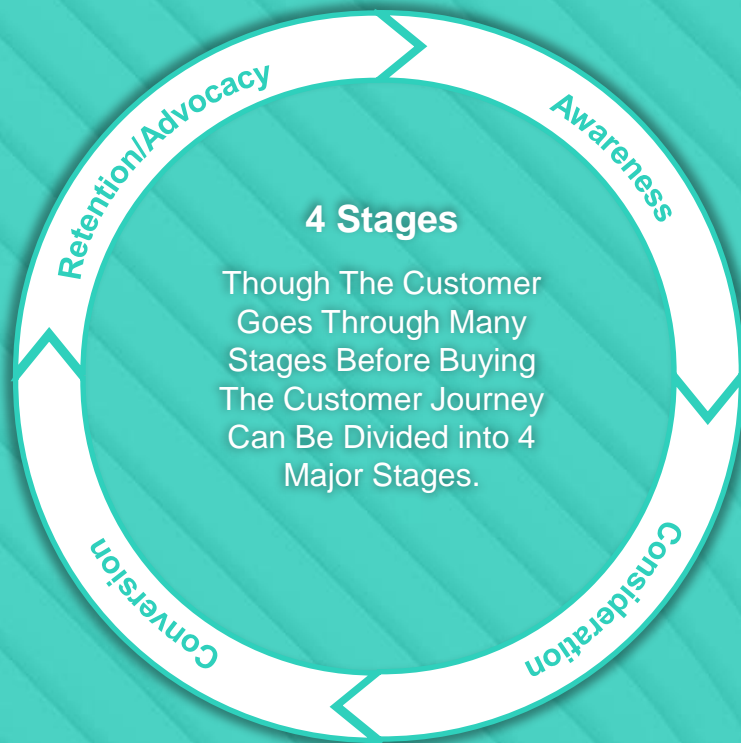 Retention/Advocacy
Awareness
4 Stages
Though The Customer
Goes Through Many
Stages Before Buying
The Customer Journey
Can Be Divided into 4
Major Stages.
Conversion
Consideration